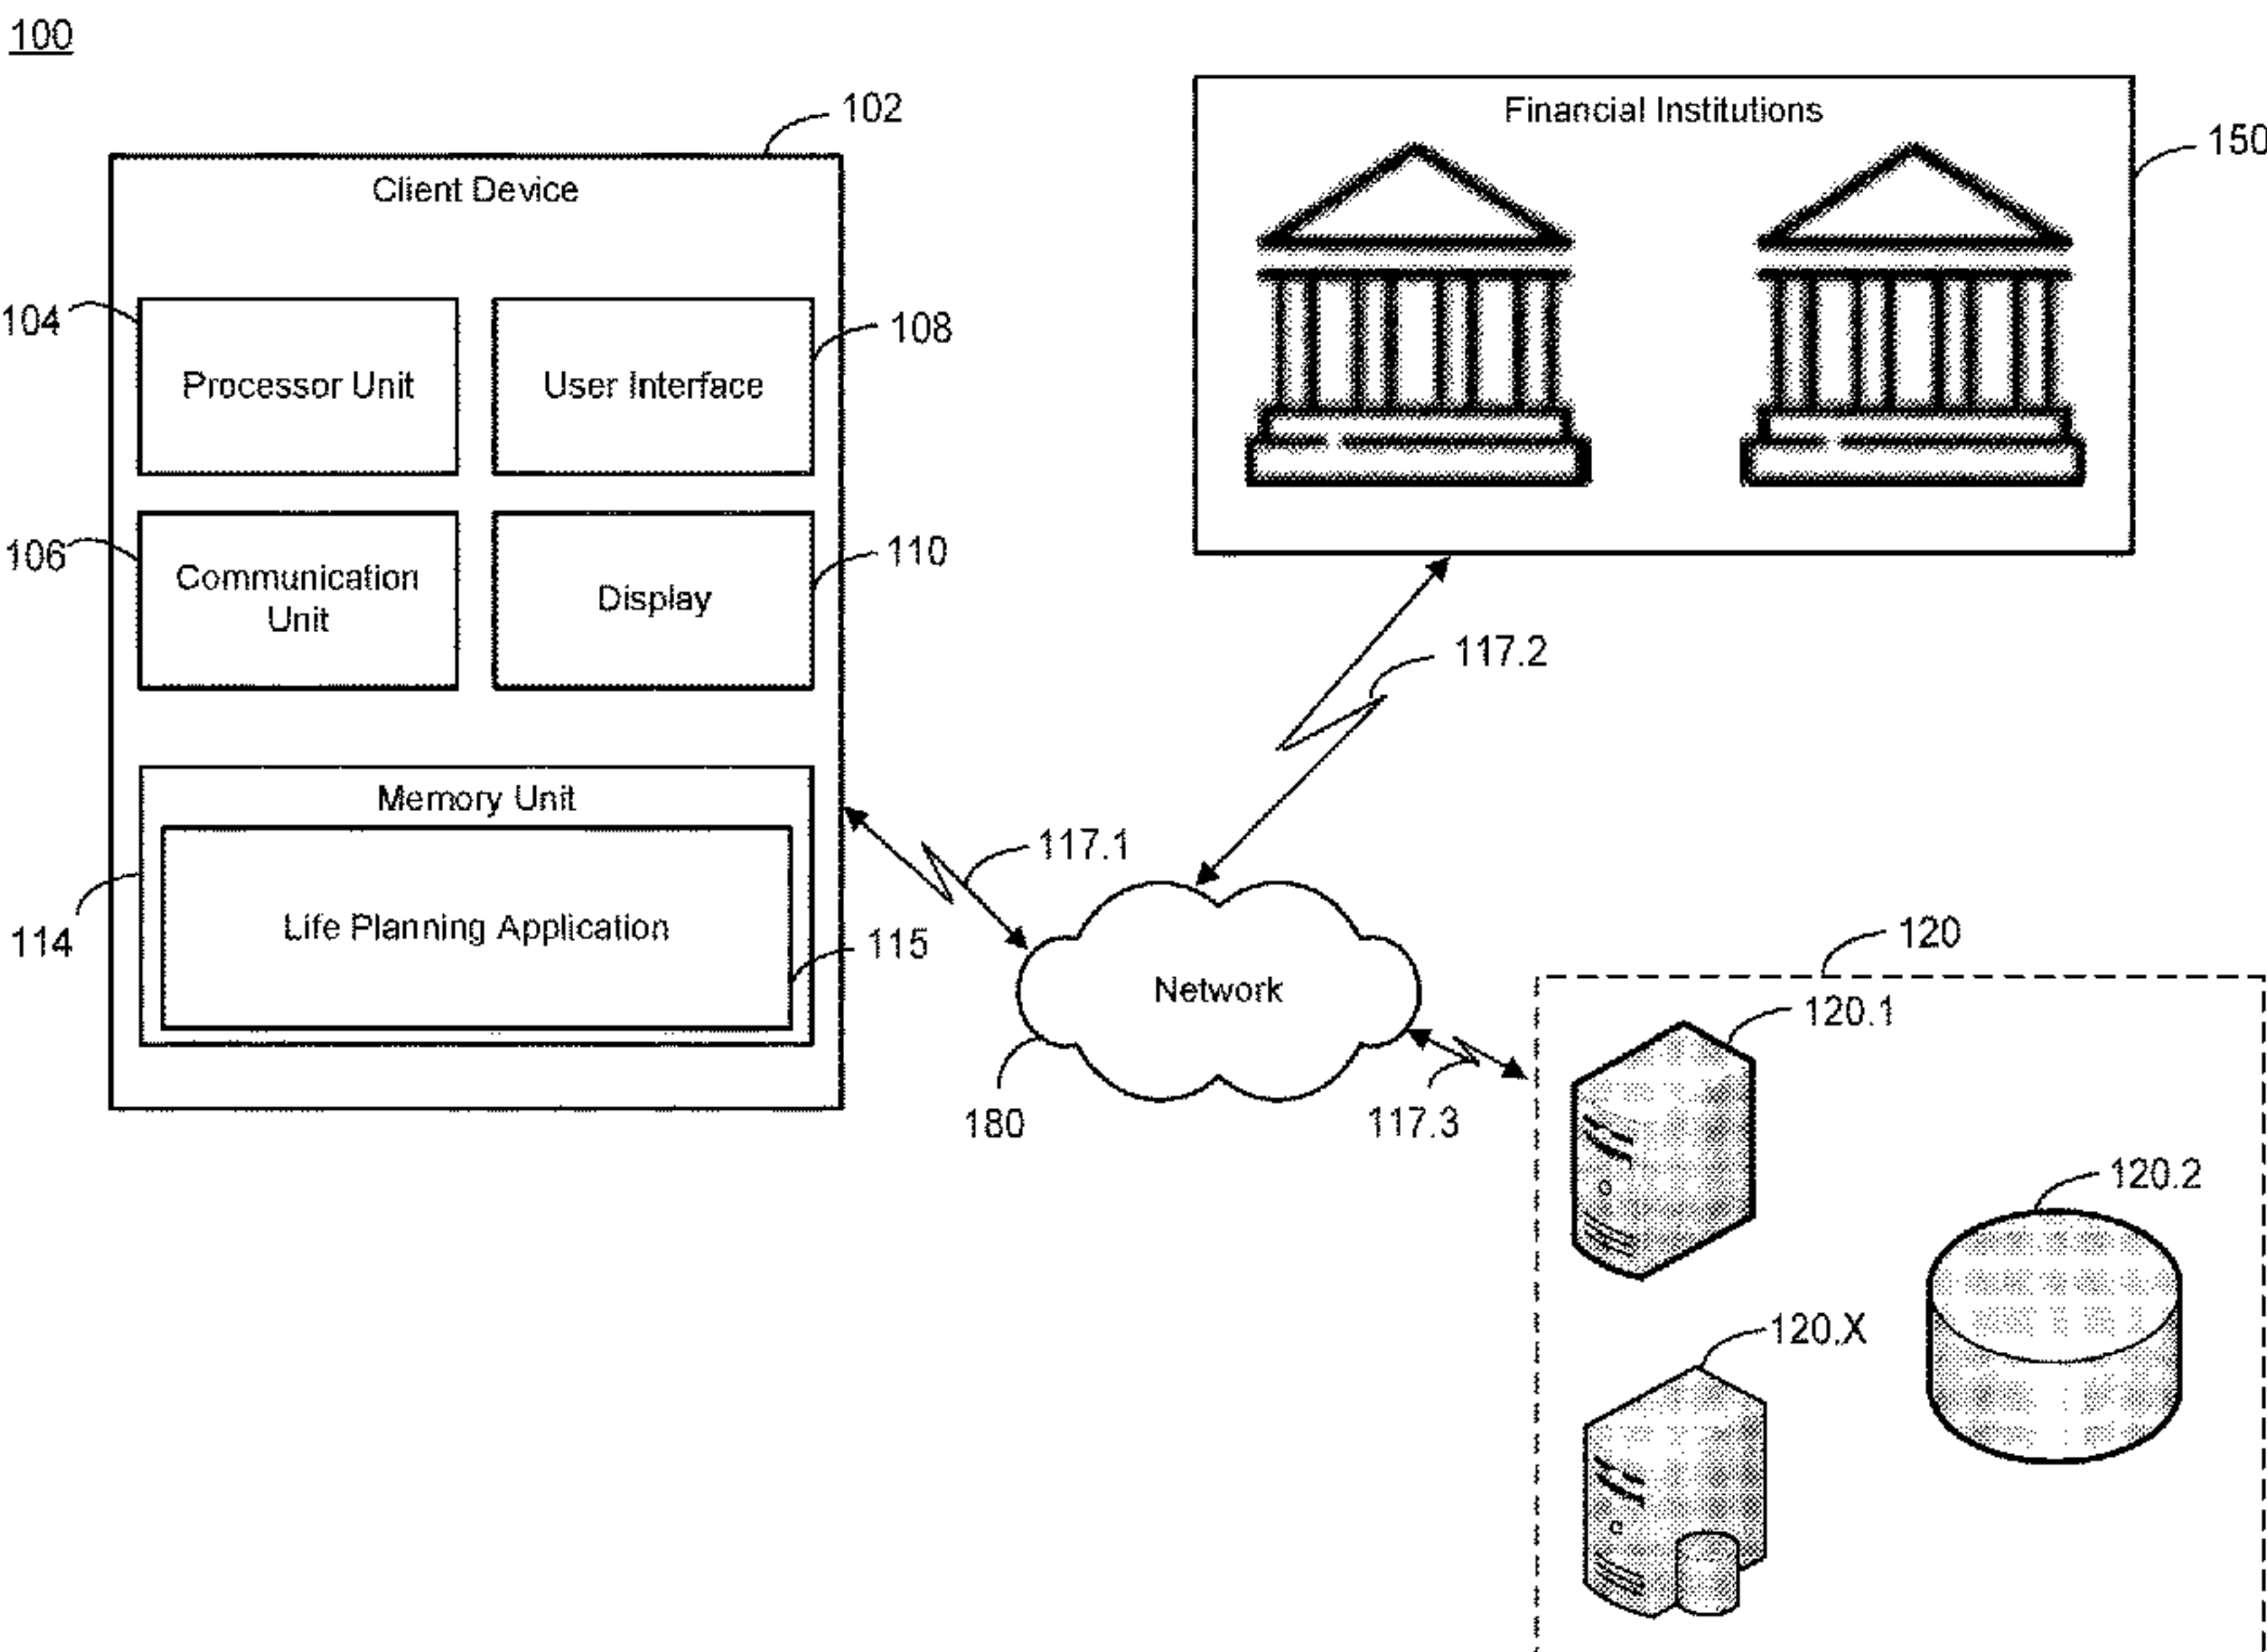 100
102
Client Device
104
Processor Unit
User Interface
108
106
Communication
Unit
Display
110
Memory Unit
Life Planning Application
114
115
Financial Institutions
150
117.2
117.1
Network
180
117.3
120
120.1
120.2
120.X